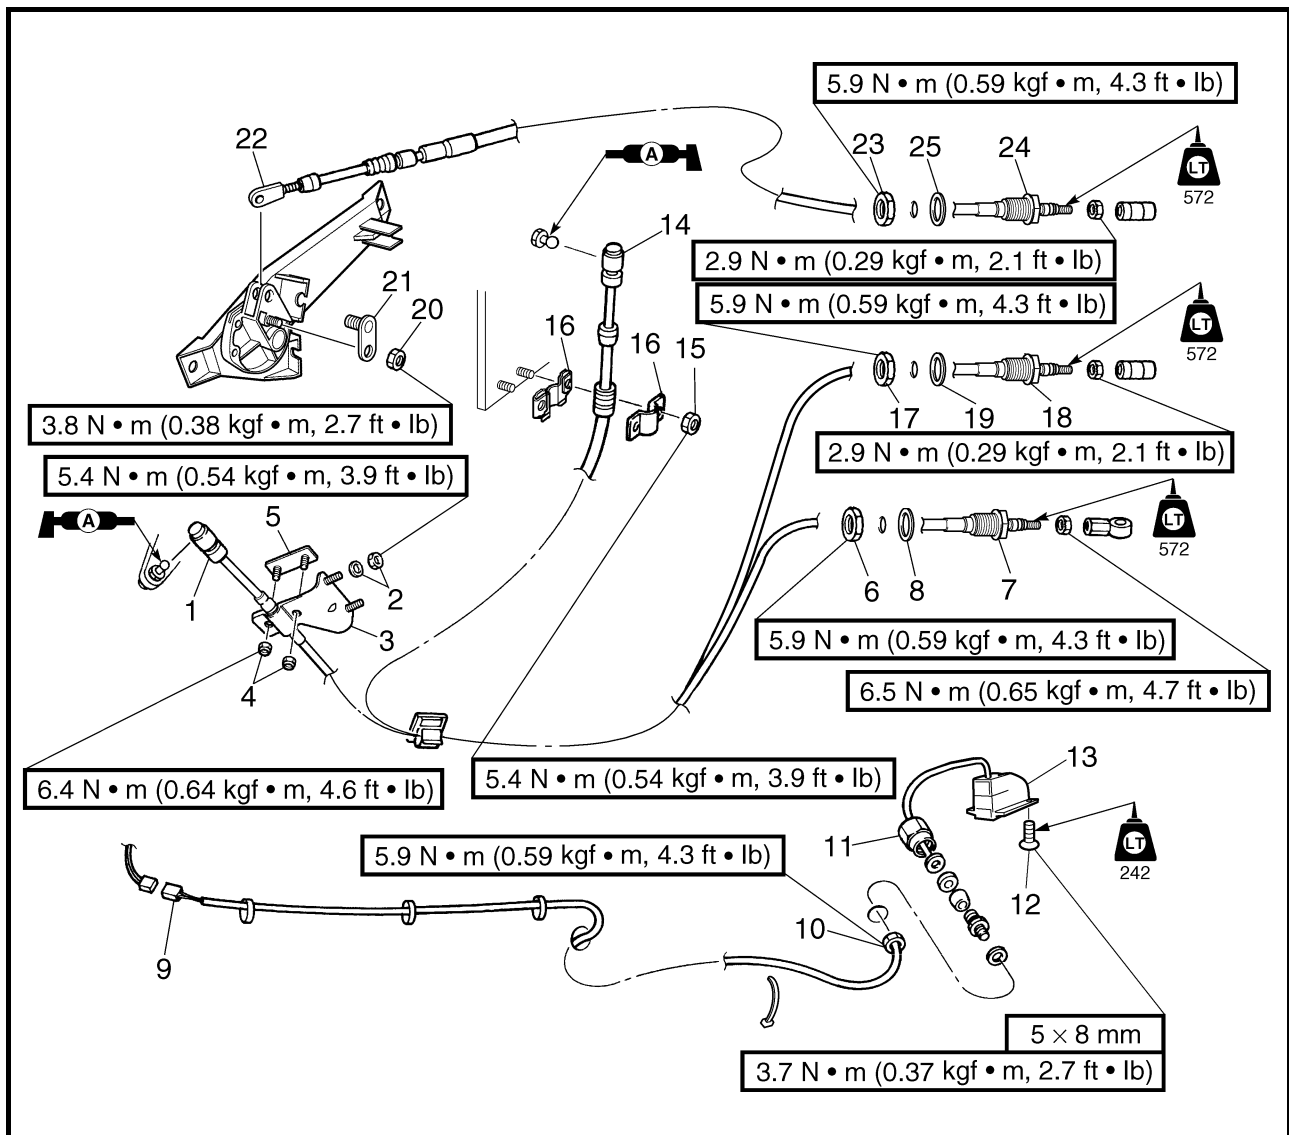 5.9 N • m (0.59 kgf • m, 4.3 ft • lb)
22
A
23
25
24
LT
572
14
2.9 N • m (0.29 kgf • m, 2.1 ft • lb)
21
20
5.9 N • m (0.59 kgf • m, 4.3 ft • lb)
LT
572
16
16
15
3.8 N • m (0.38 kgf • m, 2.7 ft • lb)
17
19
18
2.9 N • m (0.29 kgf • m, 2.1 ft • lb)
5.4 N • m (0.54 kgf • m, 3.9 ft • lb)
A
5
LT
572
1
2
3
6
8
7
5.9 N • m (0.59 kgf • m, 4.3 ft • lb)
4
6.5 N • m (0.65 kgf • m, 4.7 ft • lb)
6.4 N • m (0.64 kgf • m, 4.6 ft • lb)
5.4 N • m (0.54 kgf • m, 3.9 ft • lb)
13
5.9 N • m (0.59 kgf • m, 4.3 ft • lb)
11
LT
242
12
9
10
5 × 8 mm
3.7 N • m (0.37 kgf • m, 2.7 ft • lb)